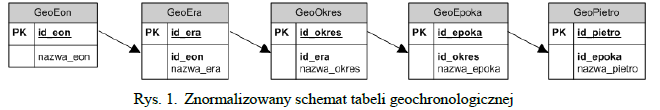 GeoEon
PK id_eon
nazwa_eon
GeoEra
PK id_era
id_eon
nazwa_era
GeoOkres
PK id_okres
id_era
nazwa_okres
GeoEpoka
PK id_epoka
id_okres
nazwa_epoka
GeoPietro
PK id_pietro
id_epoka
nazwa_pietro
Rys. 1. Znormalizowany schemat tabeli geochronologicznej